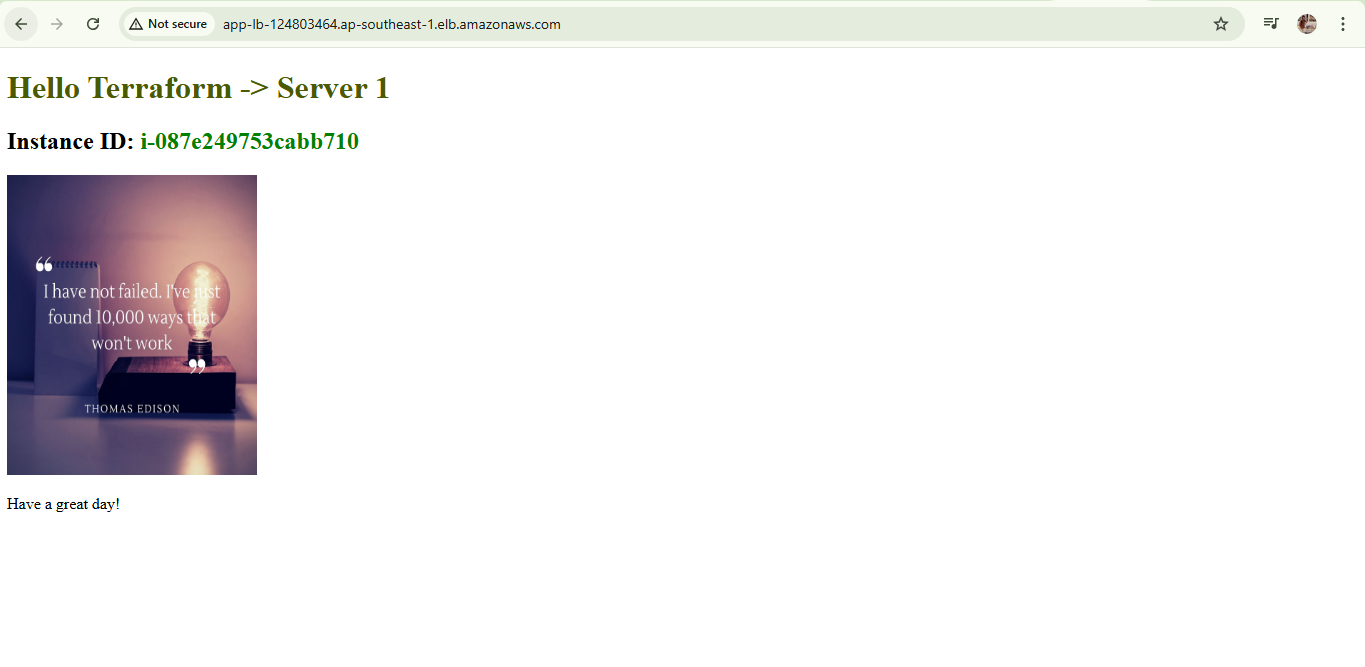 Not secure
app-lb-124803464.ap-southeast-1.elb.amazonaws.com
Hello Terraform -> Server 1
Instance ID: i-087e249753cabb710
“
I have not failed. I've just
found 10,000 ways that
won't work
”
THOMAS EDISON
Have a great day!